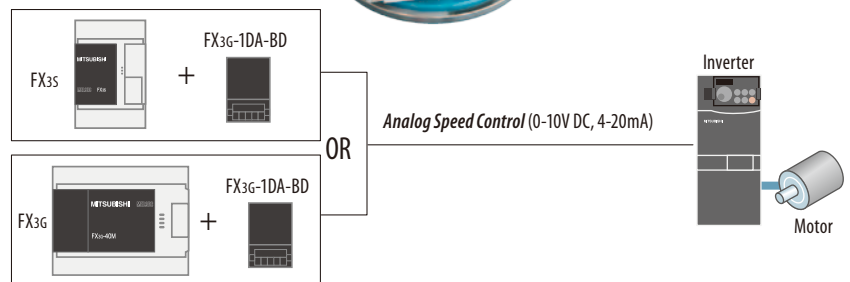 FX3G-1DA-BD
MITSUBISHI
FX3S
+
OR
Analog Speed Control (0-10V DC, 4-20mA)
Inverter
MITSUBISHI
Motor
FX3G-1DA-BD
MITSUBISHI
FX3G
FX3G-40M
+